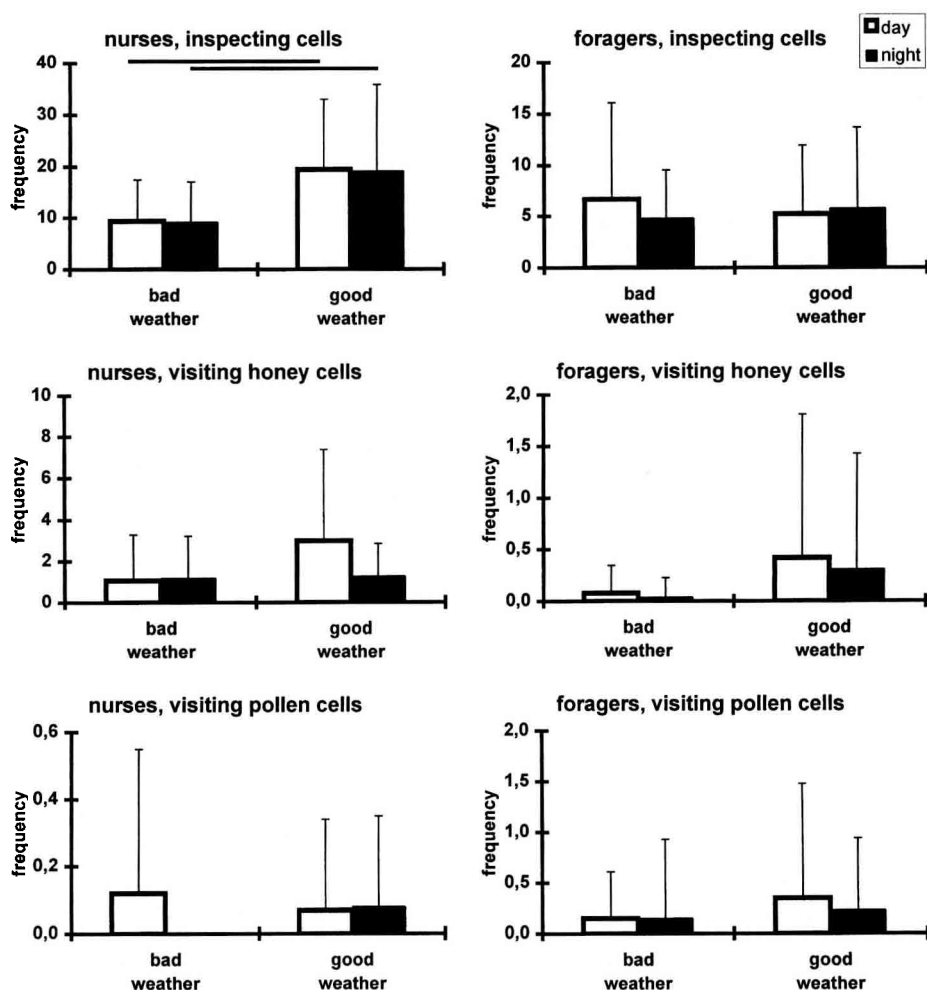 day
night
nurses, inspecting cells
40
30
20
10
0
frequency
bad
weather
good
weather
foragers, inspecting cells
20
15
10
5
0
frequency
bad
weather
good
weather
nurses, visiting honey cells
10
8
6
4
2
0
frequency
bad
weather
good
weather
foragers, visiting honey cells
2,0
1,5
1,0
0,5
0,0
frequency
bad
weather
good
weather
nurses, visiting pollen cells
0,6
0,4
0,2
0,0
frequency
bad
weather
good
weather
foragers, visiting pollen cells
2,0
1,5
1,0
0,5
0,0
frequency
bad
weather
good
weather